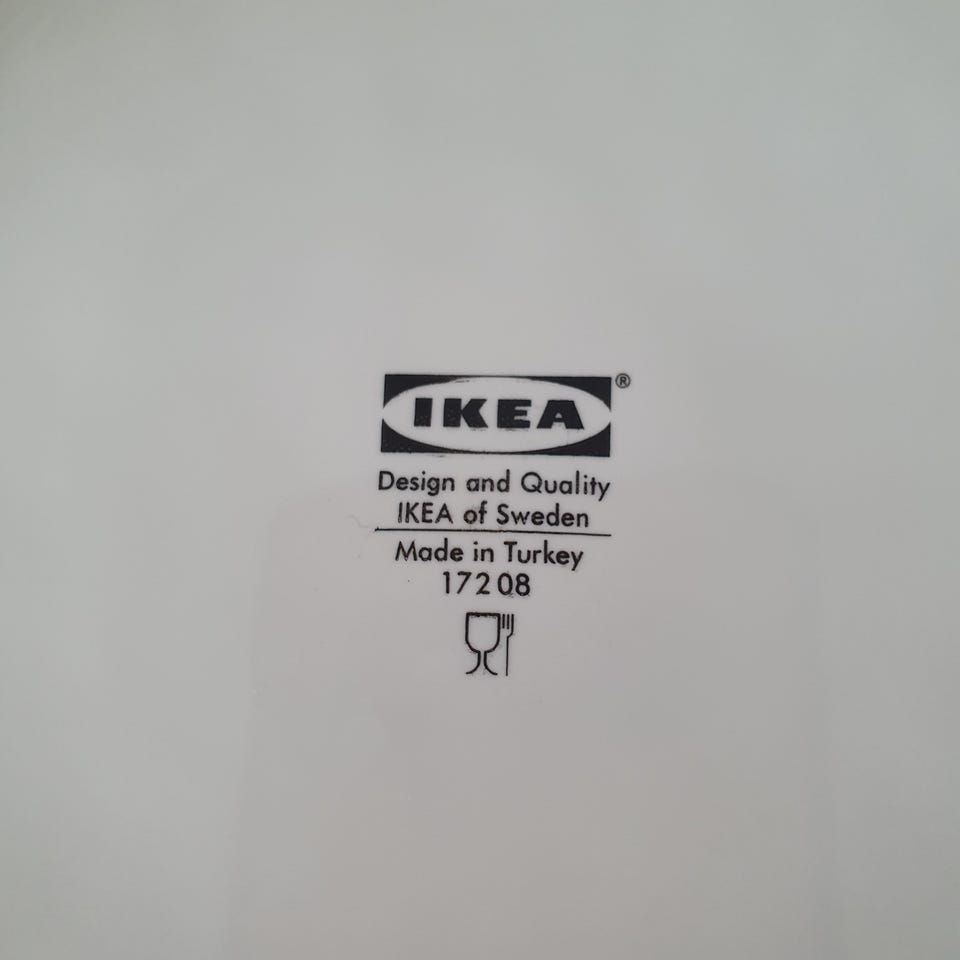 IKEA®
Design and Quality
IKEA of Sweden
Made in Turkey
17208